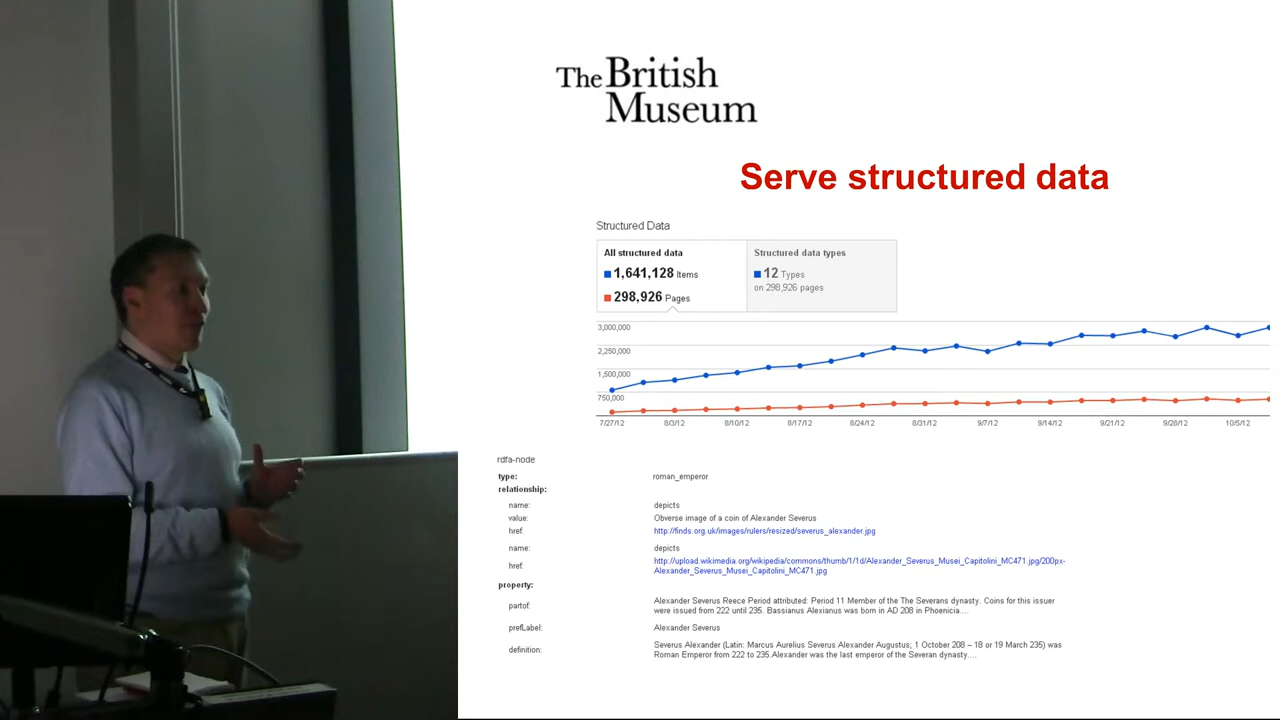 The British
Museum
Serve structured data
Structured Data
All structured data
1,641,128 Items
298,926 Pages
Structured data types
12 Types
on 298,926 pages
3,000,000
2,250,000
1,500,000
750,000
7/27/12 8/3/12 8/10/12 8/17/12 8/24/12 8/31/12 9/7/12 9/14/12 9/21/12 9/28/12 10/5/12
rdfa-node
type: roman_emperor
relationship:
name: depicts
value: Obverse image of a coin of Alexander Severus
href: http://finds.org.uk/images/rulers/resized/severus_alexander.jpg
name: depicts
href: http://upload.wikimedia.org/wikipedia/commons/thumb/1/1d/Alexander_Severus_Musei_Capitolini_MC471.jpg/200px-
Alexander_Severus_Musei_Capitolini_MC471.jpg
property:
partof: Alexander Severus Reece Period attributed: Period 11 Member of the The Severans dynasty. Coins for this issuer
were issued from 222 until 235. Bassianus Alexianus was born in AD 208 in Phoenicia....
prefLabel: Alexander Severus
definition: Severus Alexander (Latin: Marcus Aurelius Severus Alexander Augustus; 1 October 208 – 18 or 19 March 235) was
Roman Emperor from 222 to 235.Alexander was the last emperor of the Severan dynasty....